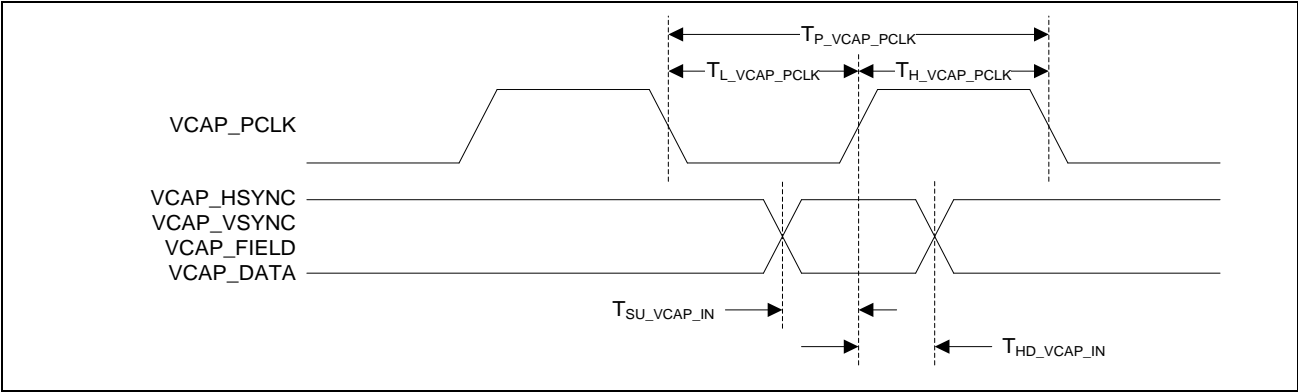 T_P_VCAP_PCLK
T_L_VCAP_PCLK T_H_VCAP_PCLK
VCAP_PCLK
VCAP_HSYNC
VCAP_VSYNC
VCAP_FIELD
VCAP_DATA
T_SU_VCAP_IN
T_HD_VCAP_IN